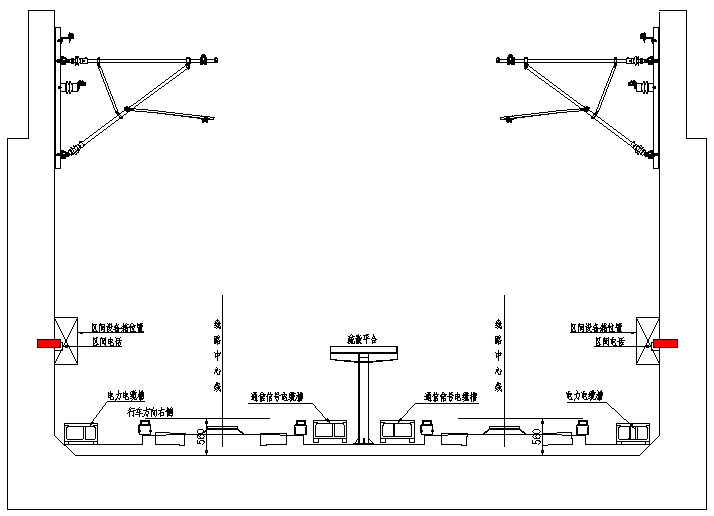 区间设备箱位置
区间电话
线路中心线
疏散平台
线路中心线
区间设备箱位置
区间电话
电力电缆槽
行车方向右侧
通信信号电缆槽
通信信号电缆槽
电力电缆槽
560
560